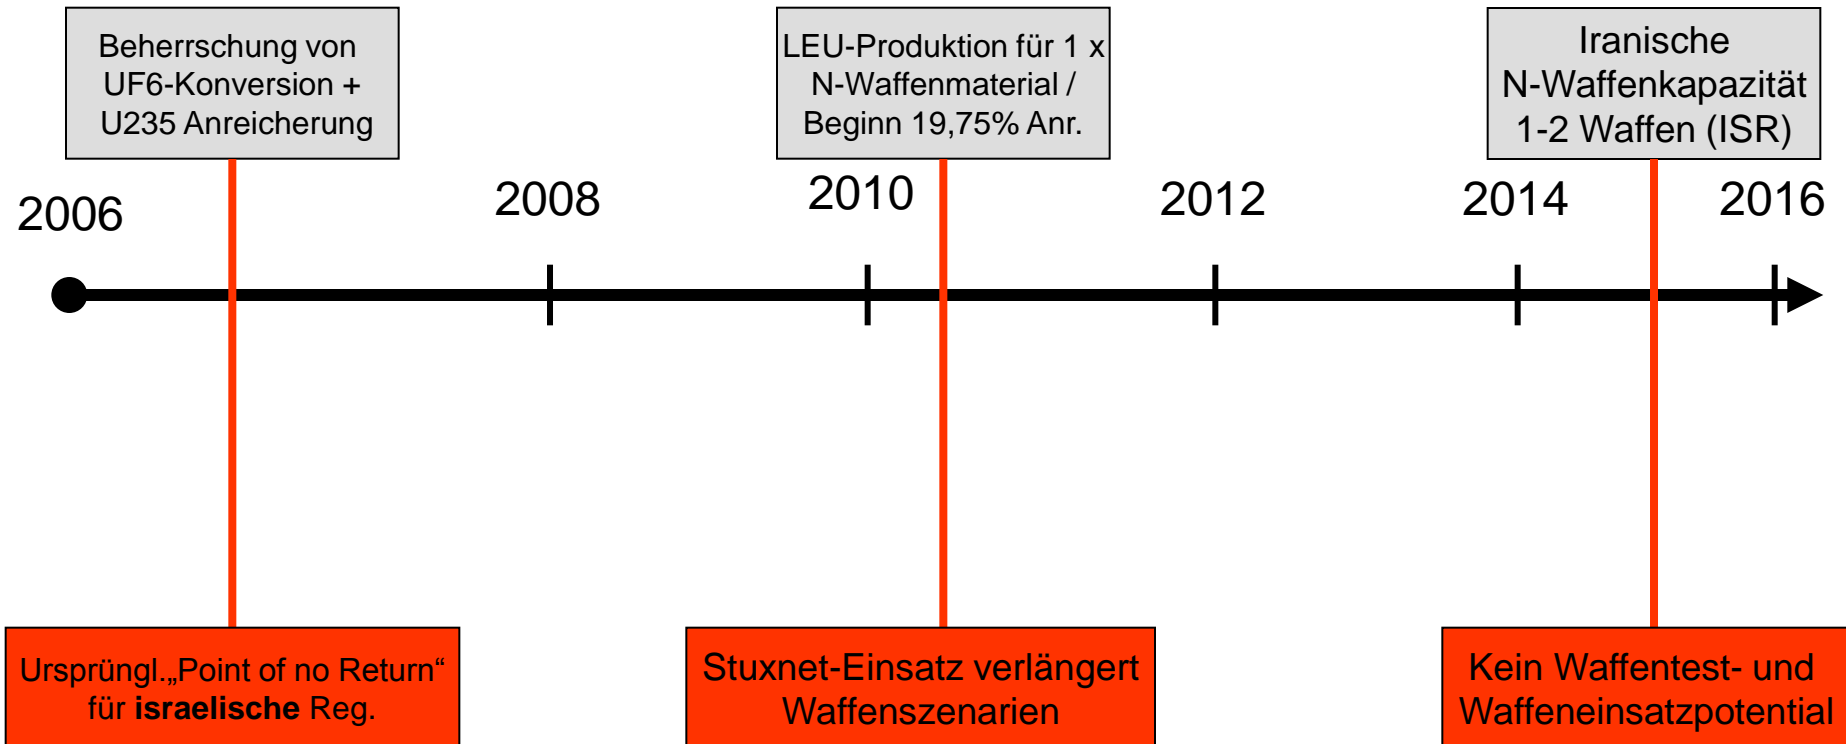 Beherrschung von
UF6-Konversion +
U235 Anreicherung
LEU-Produktion für 1 x
N-Waffenmaterial /
Beginn 19,75% Anr.
Iranische
N-Waffenkapazität
1-2 Waffen (ISR)
2006
2008
2010
2012
2014
2016
Ursprüngl.„Point of no Return“
für israelische Reg.
Stuxnet-Einsatz verlängert
Waffenszenarien
Kein Waffentest- und
Waffeneinsatzpotential